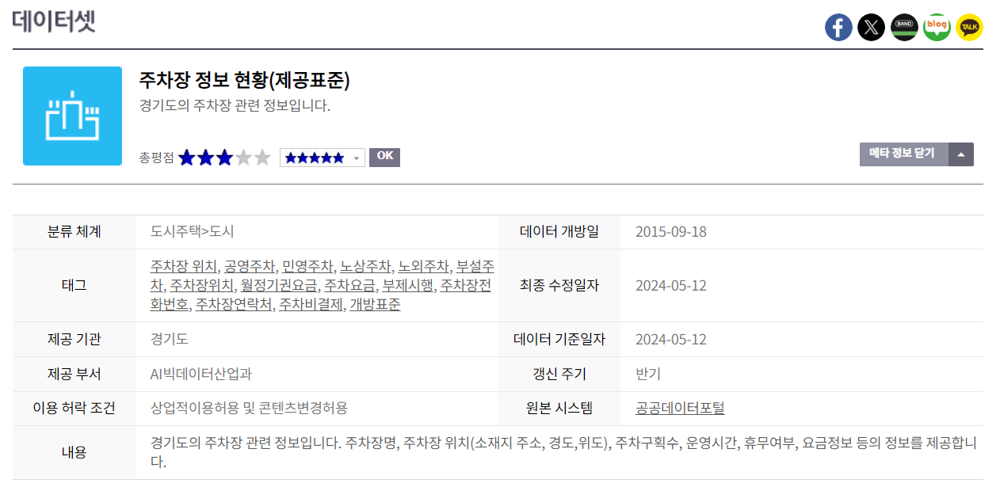 데이터셋
BAND
blog
TALK
주차장 정보 현황(제공표준)
경기도의 주차장 관련 정보입니다.
총평점
OK
메타 정보 닫기
분류 체계 도시주택>도시 데이터 개방일 2015-09-18
태그 주차장 위치, 공영주차, 민영주차, 노상주차, 노외주차, 부설주
차, 주차장위치, 월정기권요금, 주차요금, 부제시행, 주차장전
화번호, 주차장연락처, 주차비결제, 개방표준
최종 수정일자 2024-05-12
제공 기관 경기도 데이터 기준일자 2024-05-12
제공 부서 AI빅데이터산업과 갱신 주기 반기
이용 허락 조건 상업적이용허용 및 콘텐츠변경허용 원본 시스템 공공데이터포털
내용 경기도의 주차장 관련 정보입니다. 주차장명, 주차장 위치(소재지 주소, 경도,위도), 주차구획수, 운영시간, 휴무여부, 요금정보 등의 정보를 제공합니
다.